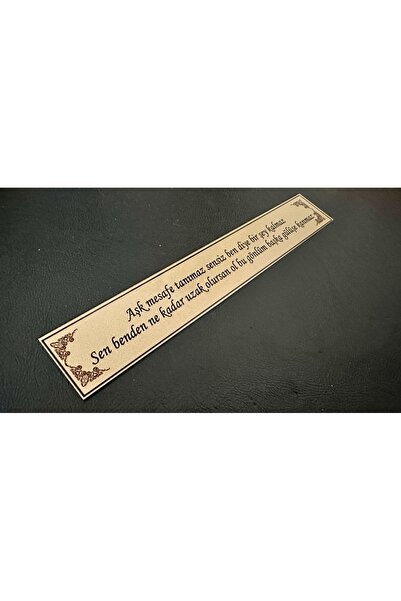 Aşk mesafe tanımaz sensiz ben diye bir şey kalmaz
Sen benden ne kadar uzak olursan ol bu gönlüm başka gülüşe kanmaz